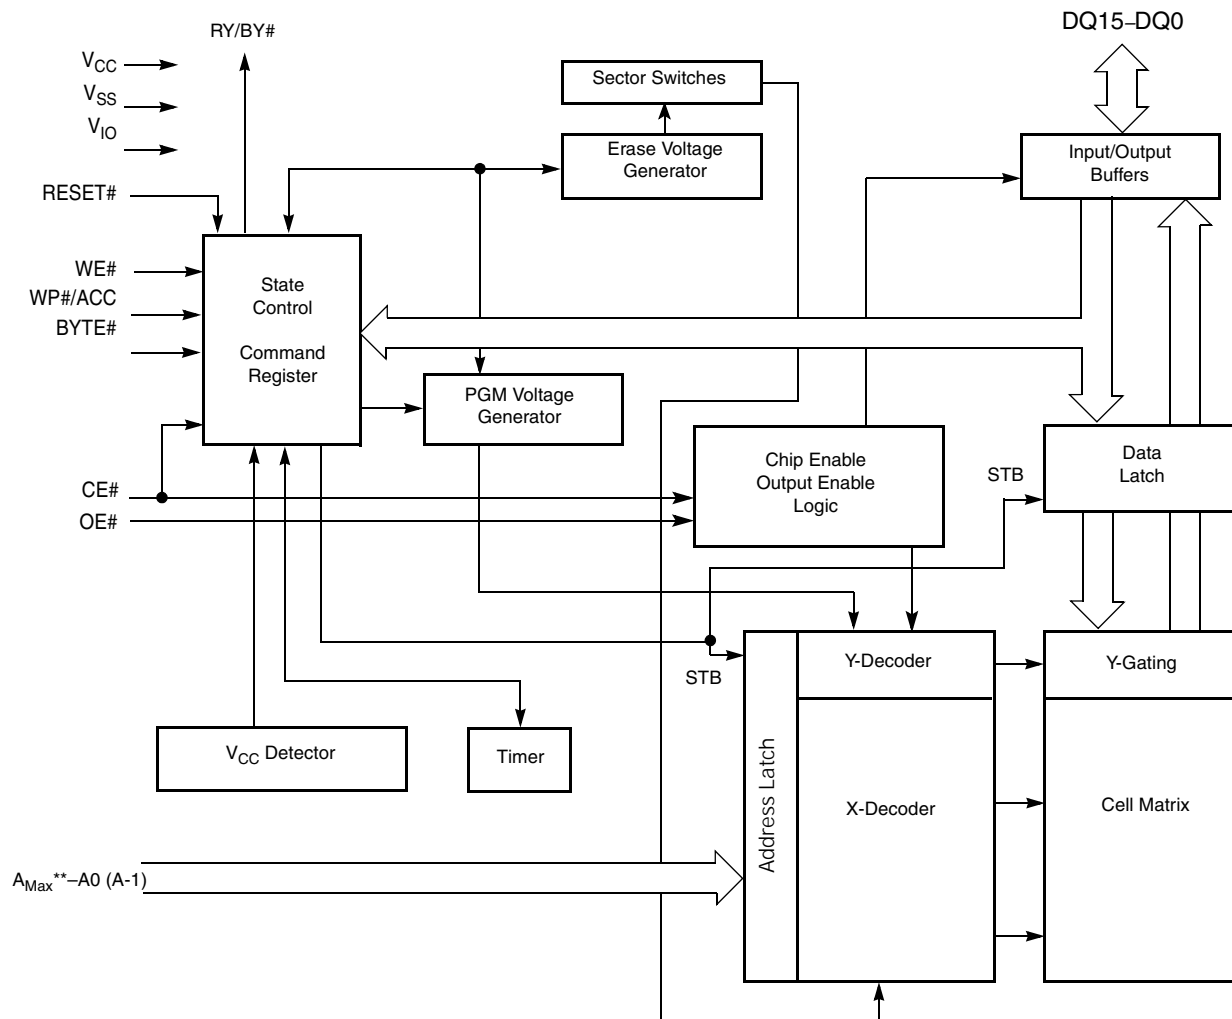 RY/BY#
DQ15–DQ0
VCC
VSS
VIO
Sector Switches
Erase Voltage
Generator
Input/Output
Buffers
RESET#
WE#
WP#/ACC
BYTE#
State
Control
Command
Register
PGM Voltage
Generator
Chip Enable
Output Enable
Logic
Data
Latch
STB
CE#
OE#
STB
Y-Decoder
Y-Gating
VCC Detector
Timer
Address Latch
X-Decoder
Cell Matrix
AMax**–A0 (A-1)